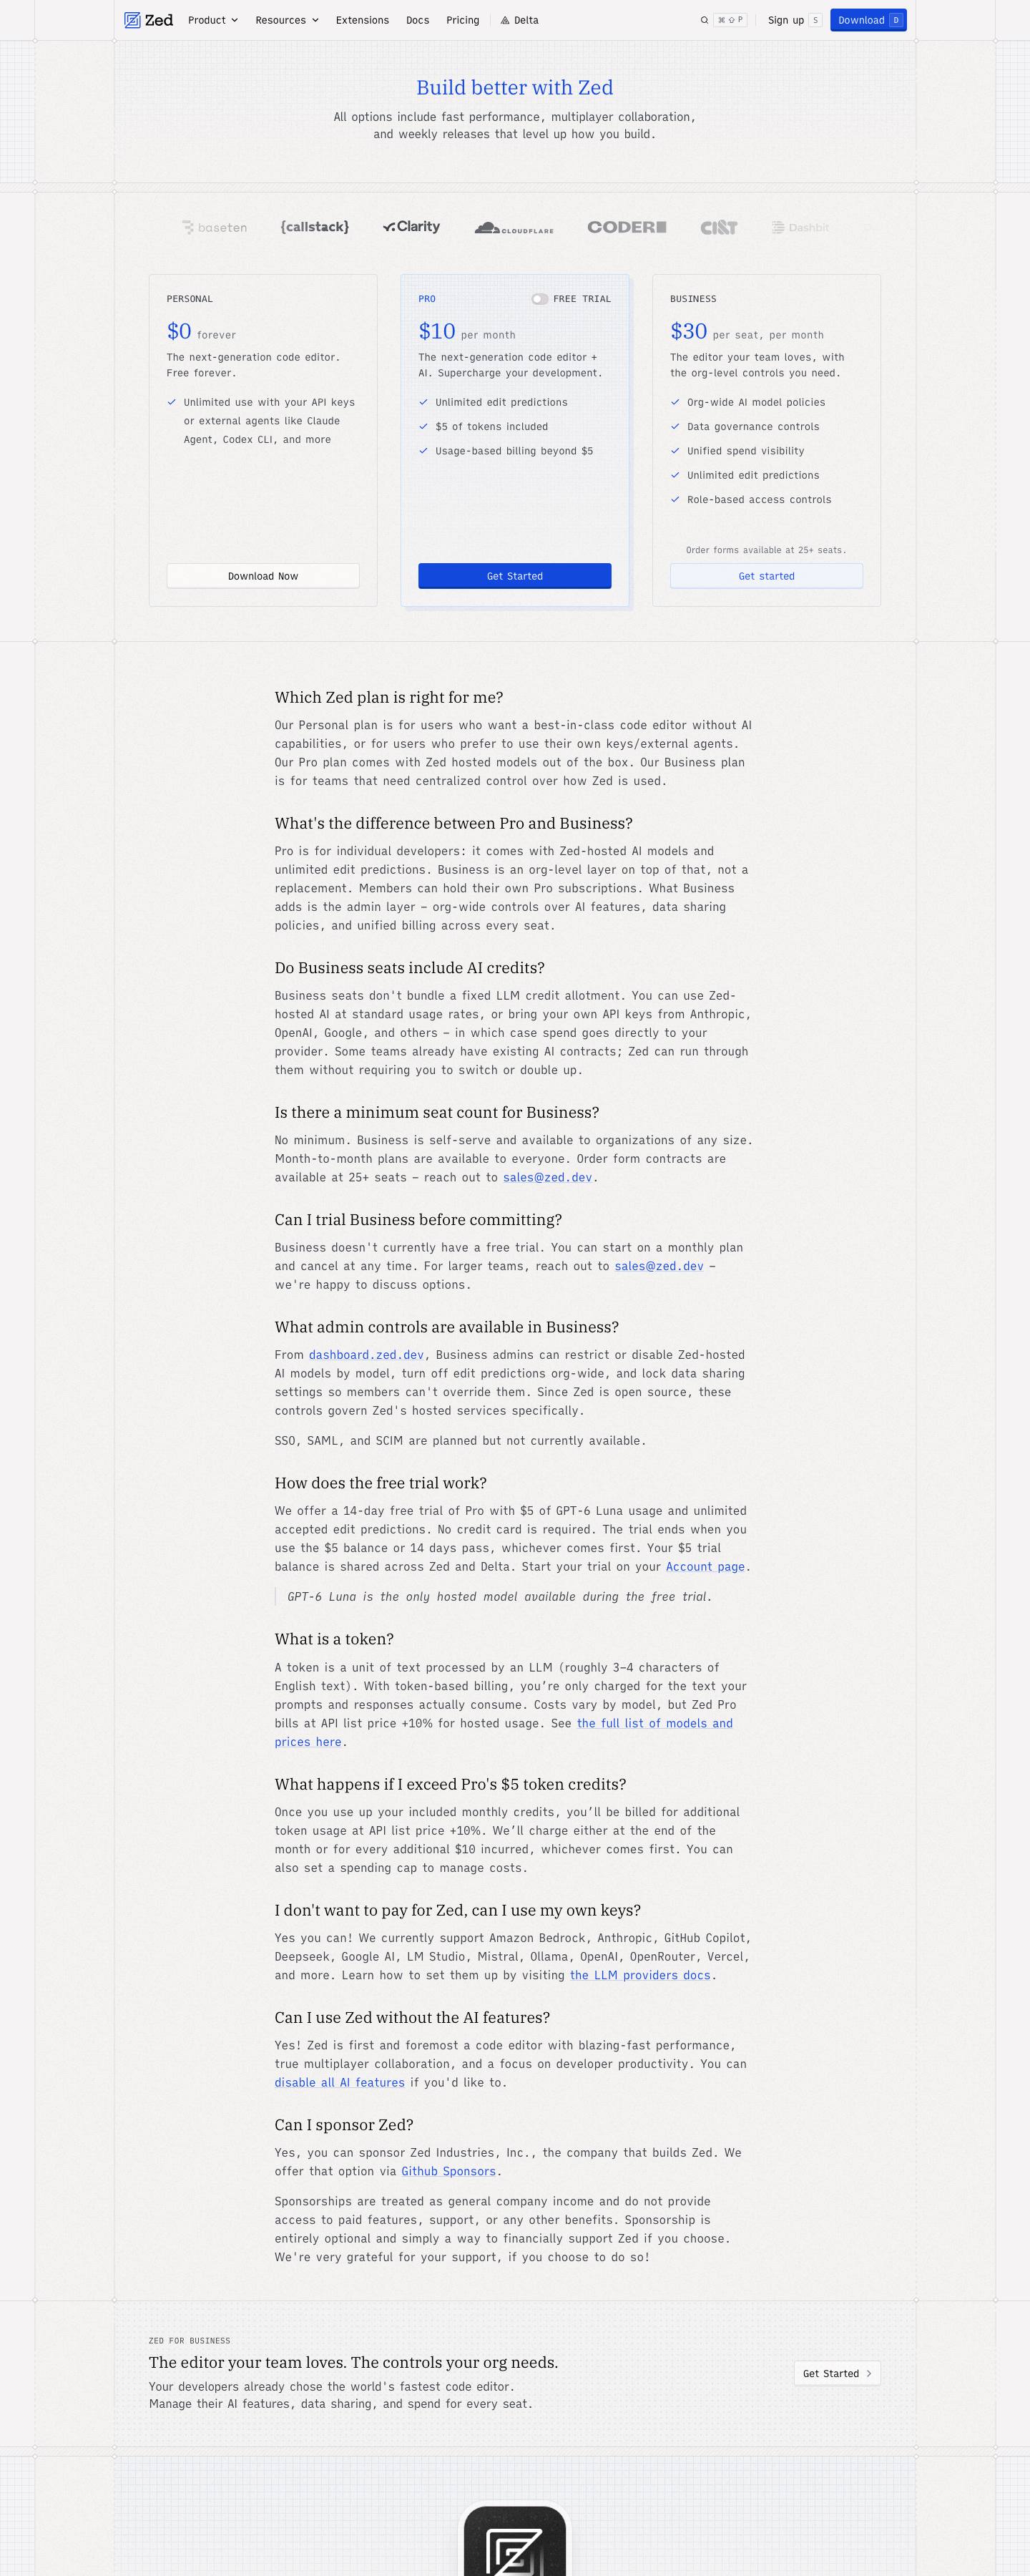 Zed Product Resources Extensions Docs Pricing Delta ⌘ ⇧ P Sign up S Download D
Build better with Zed
All options include fast performance, multiplayer collaboration,
and weekly releases that level up how you build.
baseten {callstack} Clarity CLOUDFLARE CODER CI&T Dashbit
PERSONAL
$0 forever
The next-generation code editor.
Free forever.
Unlimited use with your API keys
or external agents like Claude
Agent, Codex CLI, and more
Download Now
PRO FREE TRIAL
$10 per month
The next-generation code editor +
AI. Supercharge your development.
Unlimited edit predictions
$5 of tokens included
Usage-based billing beyond $5
Get Started
BUSINESS
$30 per seat, per month
The editor your team loves, with
the org-level controls you need.
Org-wide AI model policies
Data governance controls
Unified spend visibility
Unlimited edit predictions
Role-based access controls
Order forms available at 25+ seats.
Get started
Which Zed plan is right for me?
Our Personal plan is for users who want a best-in-class code editor without AI
capabilities, or for users who prefer to use their own keys/external agents.
Our Pro plan comes with Zed hosted models out of the box. Our Business plan
is for teams that need centralized control over how Zed is used.
What's the difference between Pro and Business?
Pro is for individual developers: it comes with Zed-hosted AI models and
unlimited edit predictions. Business is an org-level layer on top of that, not a
replacement. Members can hold their own Pro subscriptions. What Business
adds is the admin layer – org-wide controls over AI features, data sharing
policies, and unified billing across every seat.
Do Business seats include AI credits?
Business seats don't bundle a fixed LLM credit allotment. You can use Zed-
hosted AI at standard usage rates, or bring your own API keys from Anthropic,
OpenAI, Google, and others – in which case spend goes directly to your
provider. Some teams already have existing AI contracts; Zed can run through
them without requiring you to switch or double up.
Is there a minimum seat count for Business?
No minimum. Business is self-serve and available to organizations of any size.
Month-to-month plans are available to everyone. Order form contracts are
available at 25+ seats – reach out to sales@zed.dev.
Can I trial Business before committing?
Business doesn't currently have a free trial. You can start on a monthly plan
and cancel at any time. For larger teams, reach out to sales@zed.dev –
we're happy to discuss options.
What admin controls are available in Business?
From dashboard.zed.dev, Business admins can restrict or disable Zed-hosted
AI models by model, turn off edit predictions org-wide, and lock data sharing
settings so members can't override them. Since Zed is open source, these
controls govern Zed's hosted services specifically.
SSO, SAML, and SCIM are planned but not currently available.
How does the free trial work?
We offer a 14-day free trial of Pro with $5 of GPT-6 Luna usage and unlimited
accepted edit predictions. No credit card is required. The trial ends when you
use the $5 balance or 14 days pass, whichever comes first. Your $5 trial
balance is shared across Zed and Delta. Start your trial on your Account page.
GPT-6 Luna is the only hosted model available during the free trial.
What is a token?
A token is a unit of text processed by an LLM (roughly 3–4 characters of
English text). With token-based billing, you’re only charged for the text your
prompts and responses actually consume. Costs vary by model, but Zed Pro
bills at API list price +10% for hosted usage. See the full list of models and
prices here.
What happens if I exceed Pro's $5 token credits?
Once you use up your included monthly credits, you’ll be billed for additional
token usage at API list price +10%. We’ll charge either at the end of the
month or for every additional $10 incurred, whichever comes first. You can
also set a spending cap to manage costs.
I don't want to pay for Zed, can I use my own keys?
Yes you can! We currently support Amazon Bedrock, Anthropic, GitHub Copilot,
Deepseek, Google AI, LM Studio, Mistral, Ollama, OpenAI, OpenRouter, Vercel,
and more. Learn how to set them up by visiting the LLM providers docs.
Can I use Zed without the AI features?
Yes! Zed is first and foremost a code editor with blazing-fast performance,
true multiplayer collaboration, and a focus on developer productivity. You can
disable all AI features if you'd like to.
Can I sponsor Zed?
Yes, you can sponsor Zed Industries, Inc., the company that builds Zed. We
offer that option via Github Sponsors.
Sponsorships are treated as general company income and do not provide
access to paid features, support, or any other benefits. Sponsorship is
entirely optional and simply a way to financially support Zed if you choose.
We're very grateful for your support, if you choose to do so!
ZED FOR BUSINESS
The editor your team loves. The controls your org needs.
Your developers already chose the world's fastest code editor.
Manage their AI features, data sharing, and spend for every seat.
Get Started